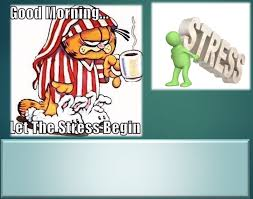 Good Morning...
Let The Stress Begin
STRESS